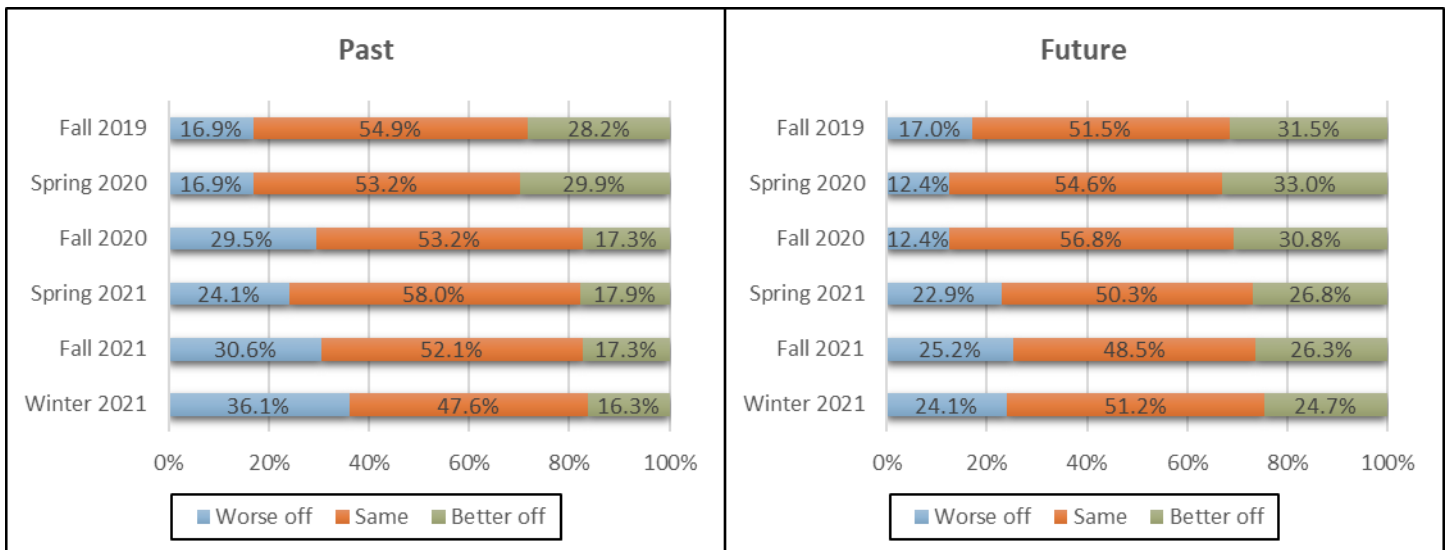 Past
Fall 2019 16.9% 54.9% 28.2%
Spring 2020 16.9% 53.2% 29.9%
Fall 2020 29.5% 53.2% 17.3%
Spring 2021 24.1% 58.0% 17.9%
Fall 2021 30.6% 52.1% 17.3%
Winter 2021 36.1% 47.6% 16.3%
0% 20% 40% 60% 80% 100%
Worse off Same Better off
Future
Fall 2019 17.0% 51.5% 31.5%
Spring 2020 12.4% 54.6% 33.0%
Fall 2020 12.4% 56.8% 30.8%
Spring 2021 22.9% 50.3% 26.8%
Fall 2021 25.2% 48.5% 26.3%
Winter 2021 24.1% 51.2% 24.7%
0% 20% 40% 60% 80% 100%
Worse off Same Better off